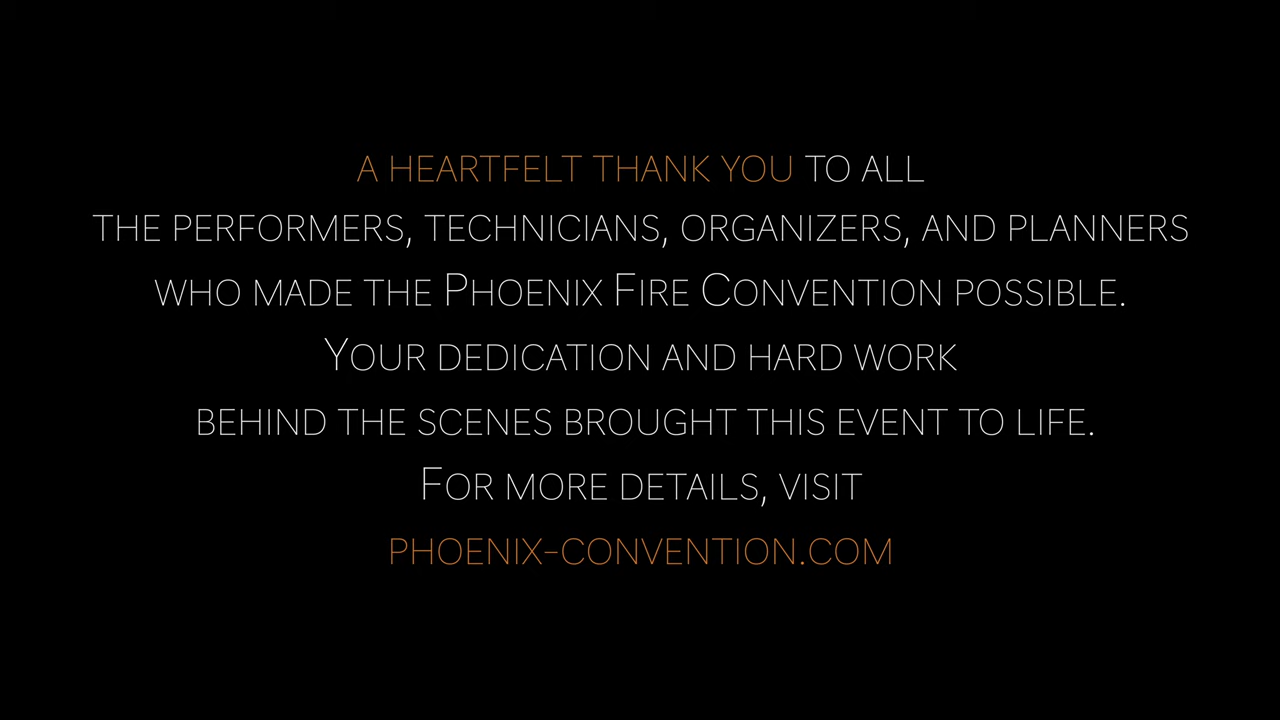 A HEARTFELT THANK YOU TO ALL
THE PERFORMERS, TECHNICIANS, ORGANIZERS, AND PLANNERS
WHO MADE THE PHOENIX FIRE CONVENTION POSSIBLE.
YOUR DEDICATION AND HARD WORK
BEHIND THE SCENES BROUGHT THIS EVENT TO LIFE.
FOR MORE DETAILS, VISIT
PHOENIX-CONVENTION.COM